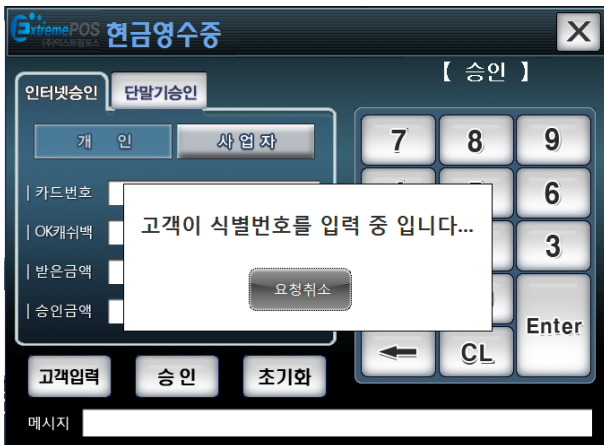 ExtremePOS
(주)익스트림포스
현금영수증
X
【 승인 】
인터넷승인
단말기승인
개 인
사 업 자
7
8
9
|카드번호
6
고객이 식별번호를 입력 중 입니다...
|OK캐쉬백
3
|받은금액
요청취소
|승인금액
Enter
CL
고객입력
승 인
초기화
메시지